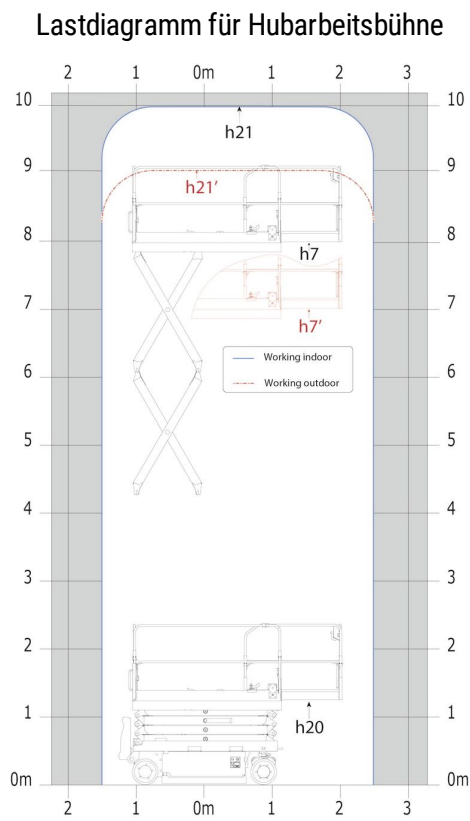 Lastdiagramm für Hubarbeitsbühne
2 1 0m 1 2 3
10 10
h21
9 9
h21'
8 8
h7
7 7
h7'
Working indoor
6 6
Working outdoor
5 5
4 4
3 3
2 2
1 1
h20
0m 0m
2 1 0m 1 2 3